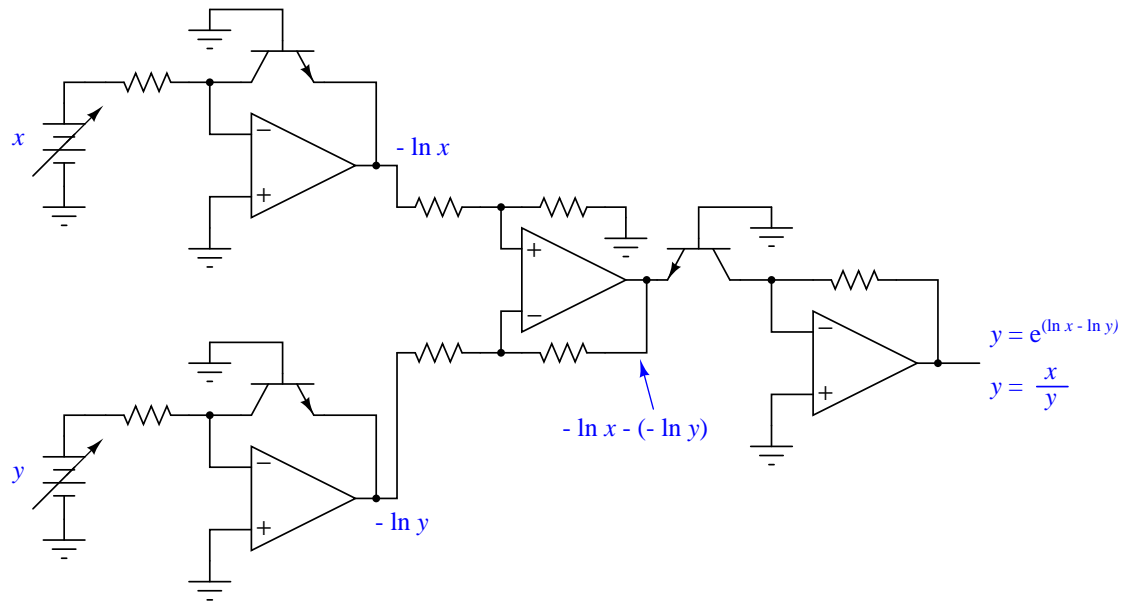 x
−
+
- ln x
+
−
y
−
+
- ln y
- ln x - (- ln y)
−
+
y = e^(ln x - ln y)
y = x/y